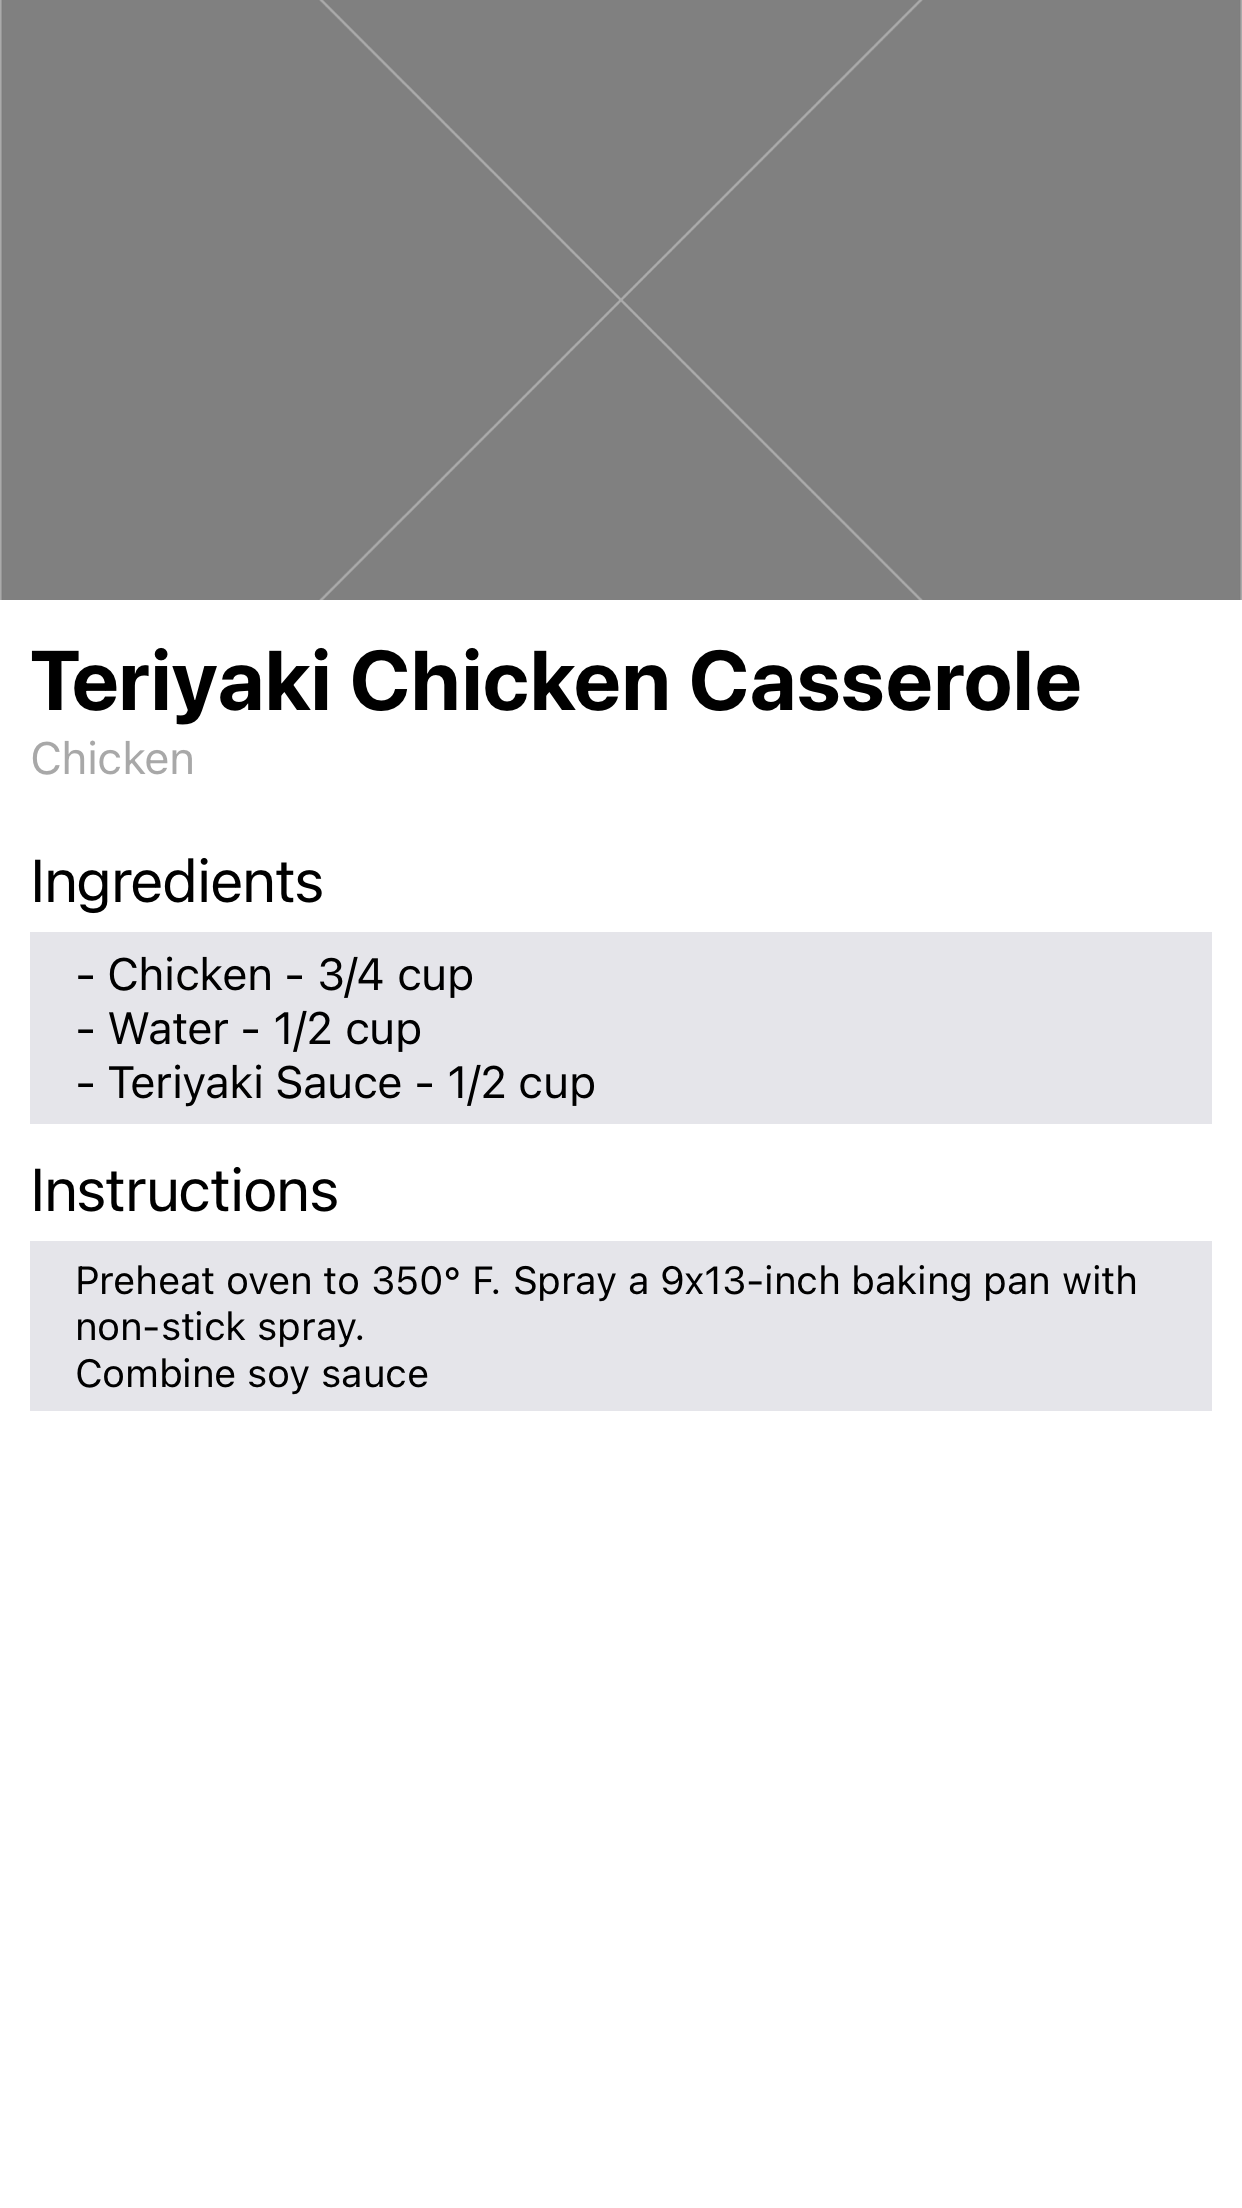 Teriyaki Chicken Casserole
Chicken
Ingredients
- Chicken - 3/4 cup
- Water - 1/2 cup
- Teriyaki Sauce - 1/2 cup
Instructions
Preheat oven to 350° F. Spray a 9x13-inch baking pan with
non-stick spray.
Combine soy sauce